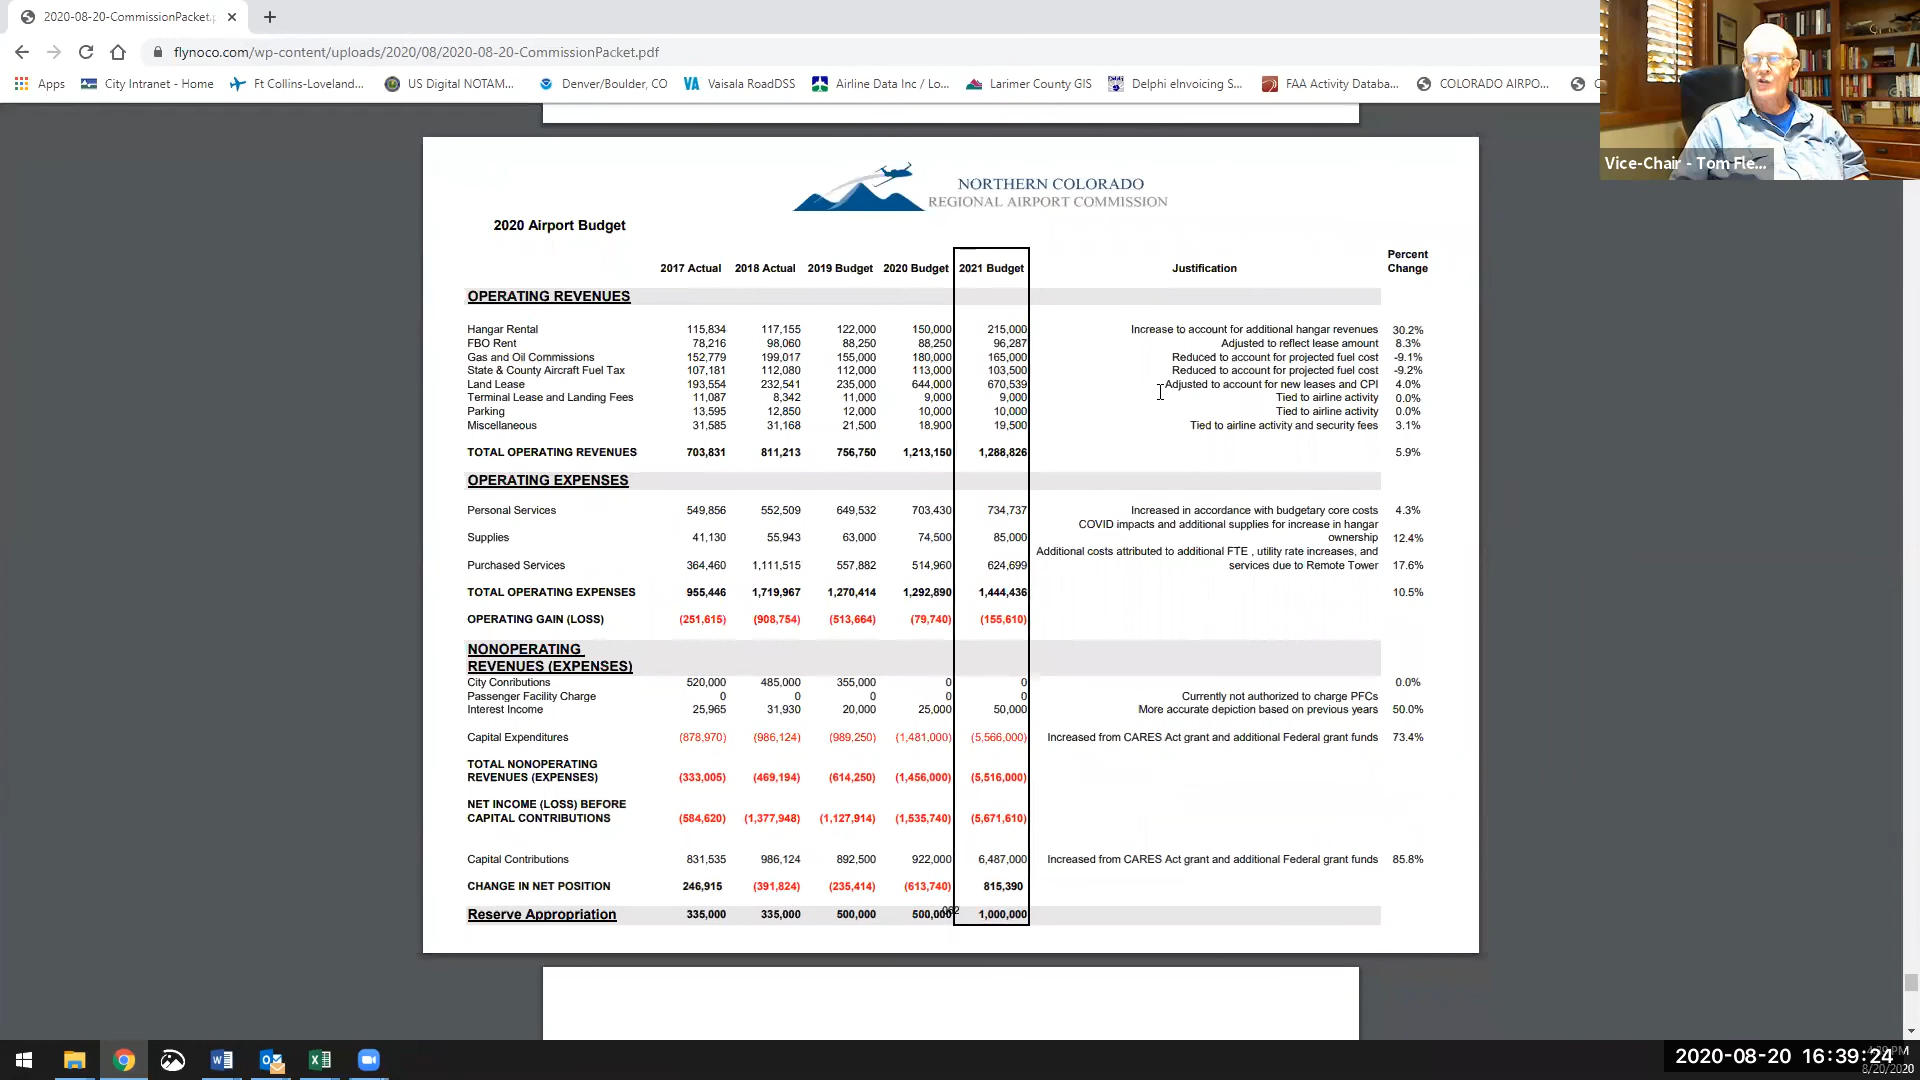 2020-08-20-CommissionPacket.p
flynoco.com/wp-content/uploads/2020/08/2020-08-20-CommissionPacket.pdf
Apps City Intranet - Home Ft Collins-Loveland... US Digital NOTAM... Denver/Boulder, CO VA Vaisala RoadDSS Airline Data Inc / Lo... Larimer County GIS Delphi eInvoicing S... FAA Activity Databa... COLORADO AIRPO... C
Vice-Chair - Tom Fle...
NORTHERN COLORADO
REGIONAL AIRPORT COMMISSION
2020 Airport Budget
2017 Actual 2018 Actual 2019 Budget 2020 Budget 2021 Budget Justification Percent Change
OPERATING REVENUES
Hangar Rental 115,834 117,155 122,000 150,000 215,000 Increase to account for additional hangar revenues 30.2%
FBO Rent 78,216 98,060 88,250 88,250 96,287 Adjusted to reflect lease amount 8.3%
Gas and Oil Commissions 152,779 199,017 155,000 180,000 165,000 Reduced to account for projected fuel cost -9.1%
State & County Aircraft Fuel Tax 107,181 112,080 112,000 113,000 103,500 Reduced to account for projected fuel cost -9.2%
Land Lease 193,554 232,541 235,000 644,000 670,539 Adjusted to account for new leases and CPI 4.0%
Terminal Lease and Landing Fees 11,087 8,342 11,000 9,000 9,000 Tied to airline activity 0.0%
Parking 13,595 12,850 12,000 10,000 10,000 Tied to airline activity 0.0%
Miscellaneous 31,585 31,168 21,500 18,900 19,500 Tied to airline activity and security fees 3.1%
TOTAL OPERATING REVENUES 703,831 811,213 756,750 1,213,150 1,288,826 5.9%
OPERATING EXPENSES
Personal Services 549,856 552,509 649,532 703,430 734,737 Increased in accordance with budgetary core costs 4.3%
COVID impacts and additional supplies for increase in hangar
Supplies 41,130 55,943 63,000 74,500 85,000 ownership 12.4%
Additional costs attributed to additional FTE , utility rate increases, and
Purchased Services 364,460 1,111,515 557,882 514,960 624,699 services due to Remote Tower 17.6%
TOTAL OPERATING EXPENSES 955,446 1,719,967 1,270,414 1,292,890 1,444,436 10.5%
OPERATING GAIN (LOSS) (251,615) (908,754) (513,664) (79,740) (155,610)
NONOPERATING
REVENUES (EXPENSES)
City Conributions 520,000 485,000 355,000 0 0 0.0%
Passenger Facility Charge 0 0 0 0 0 Currently not authorized to charge PFCs
Interest Income 25,965 31,930 20,000 25,000 50,000 More accurate depiction based on previous years 50.0%
Capital Expenditures (878,970) (986,124) (989,250) (1,481,000) (5,566,000) Increased from CARES Act grant and additional Federal grant funds 73.4%
TOTAL NONOPERATING
REVENUES (EXPENSES) (333,005) (469,194) (614,250) (1,456,000) (5,516,000)
NET INCOME (LOSS) BEFORE
CAPITAL CONTRIBUTIONS (584,620) (1,377,948) (1,127,914) (1,535,740) (5,671,610)
Capital Contributions 831,535 986,124 892,500 922,000 6,487,000 Increased from CARES Act grant and additional Federal grant funds 85.8%
CHANGE IN NET POSITION 246,915 (391,824) (235,414) (613,740) 815,390
Reserve Appropriation 335,000 335,000 500,000 500,000 1,000,000
2020-08-20 16:39:24
8/20/2020